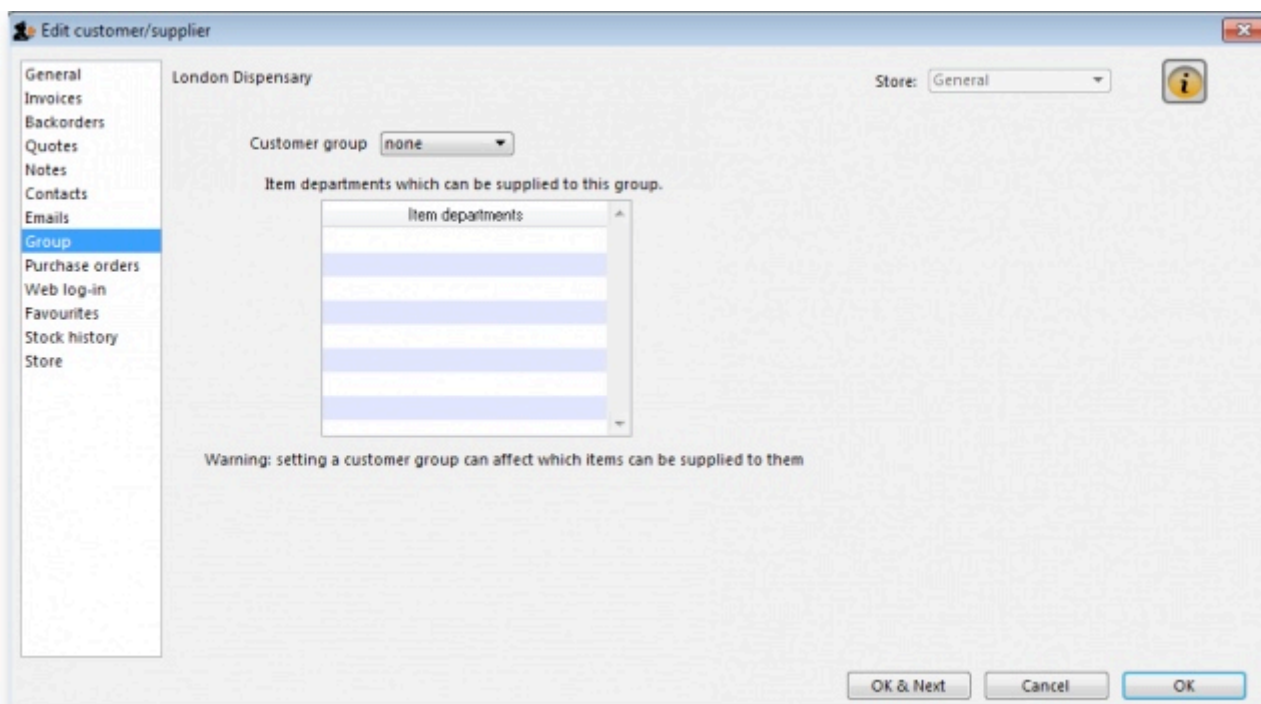 Edit customer/supplier
General
Invoices
Backorders
Quotes
Notes
Contacts
Emails
Group
Purchase orders
Web log-in
Favourites
Stock history
Store
London Dispensary
Store: General
Customer group none
Item departments which can be supplied to this group.
Item departments
Warning: setting a customer group can affect which items can be supplied to them
OK & Next Cancel OK